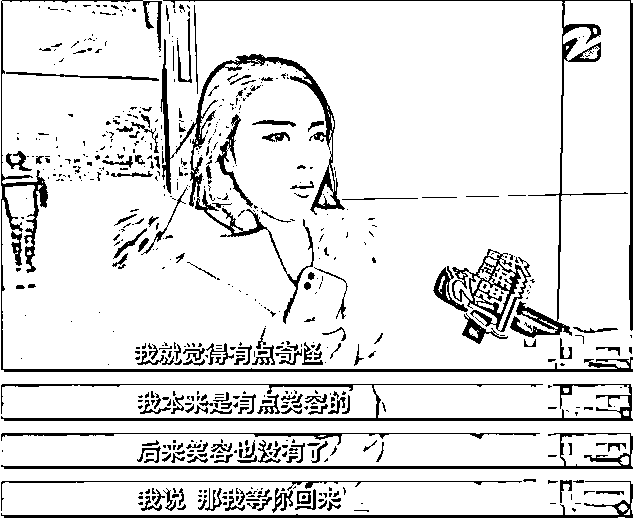 我就觉得有点奇怪
我本来是有点笑容的
后来笑容也没有了
我说 那我等你回来